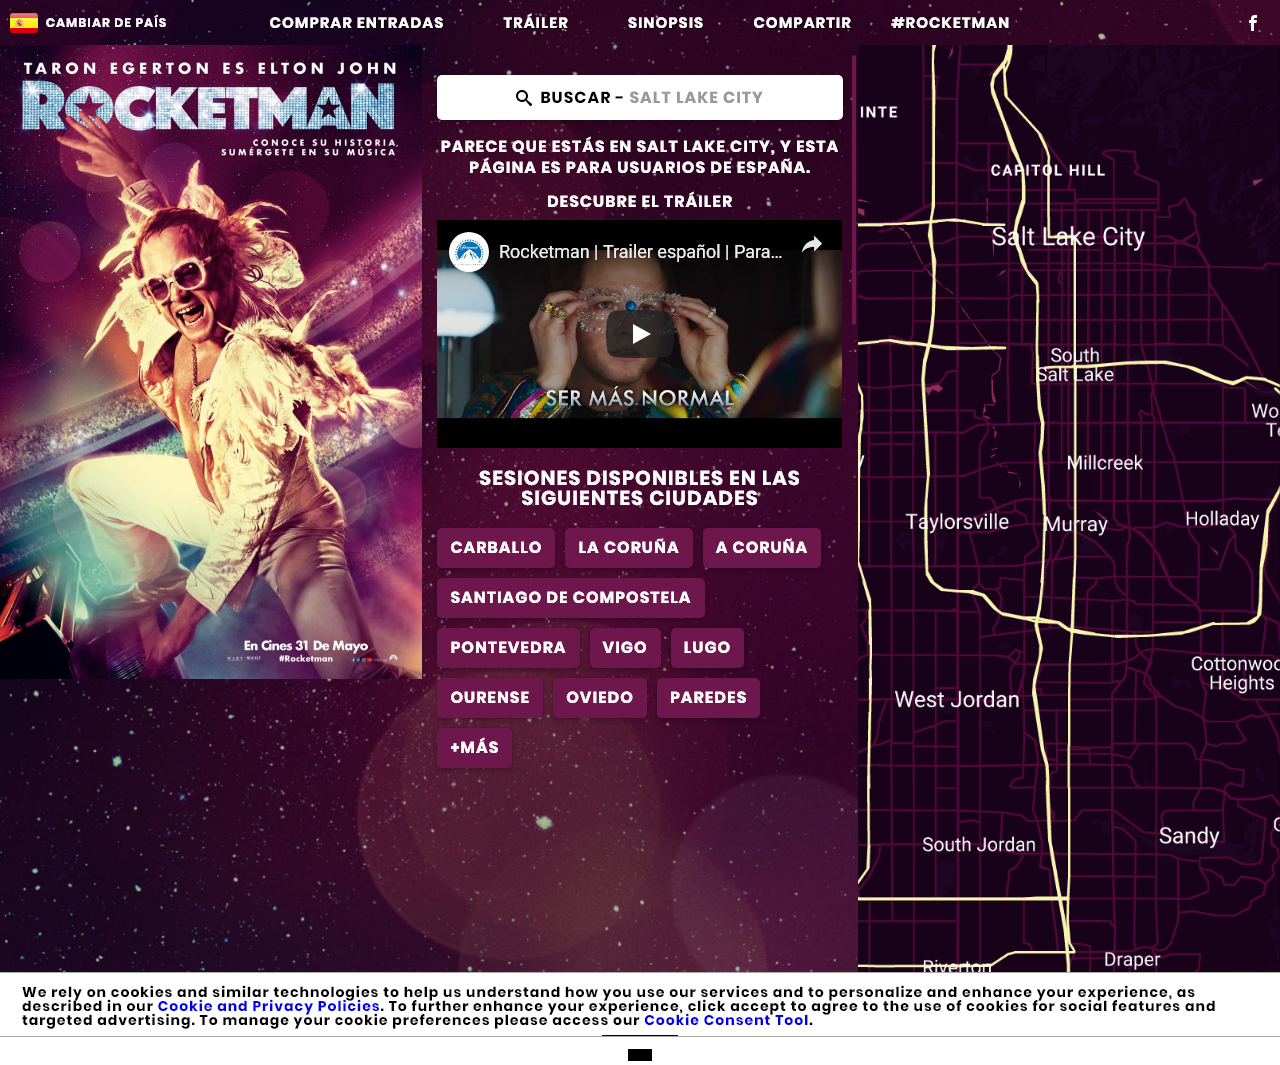 CAMBIAR DE PAÍS
COMPRAR ENTRADAS
TRÁILER
SINOPSIS
COMPARTIR
#ROCKETMAN
TARON EGERTON ES ELTON JOHN
ROCKETMAN
CONOCE SU HISTORIA,
SUMÉRGETE EN SU MÚSICA
En Cines 31 De Mayo
#Rocketman
BUSCAR - SALT LAKE CITY
PARECE QUE ESTÁS EN SALT LAKE CITY, Y ESTA
PÁGINA ES PARA USUARIOS DE ESPAÑA.
DESCUBRE EL TRÁILER
Rocketman | Trailer español | Para...
SER MÁS NORMAL
SESIONES DISPONIBLES EN LAS
SIGUIENTES CIUDADES
CARBALLO
LA CORUÑA
A CORUÑA
SANTIAGO DE COMPOSTELA
PONTEVEDRA
VIGO
LUGO
OURENSE
OVIEDO
PAREDES
+MÁS
INTE
CAPITOL HILL
Salt Lake City
South
Salt Lake
Wo
Te
Millcreek
Taylorsville
Murray
Holladay
Cottonwoo
Heights
West Jordan
Sandy
South Jordan
Draper
Riverton
We rely on cookies and similar technologies to help us understand how you use our services and to personalize and enhance your experience, as
described in our Cookie and Privacy Policies. To further enhance your experience, click accept to agree to the use of cookies for social features and
targeted advertising. To manage your cookie preferences please access our Cookie Consent Tool.